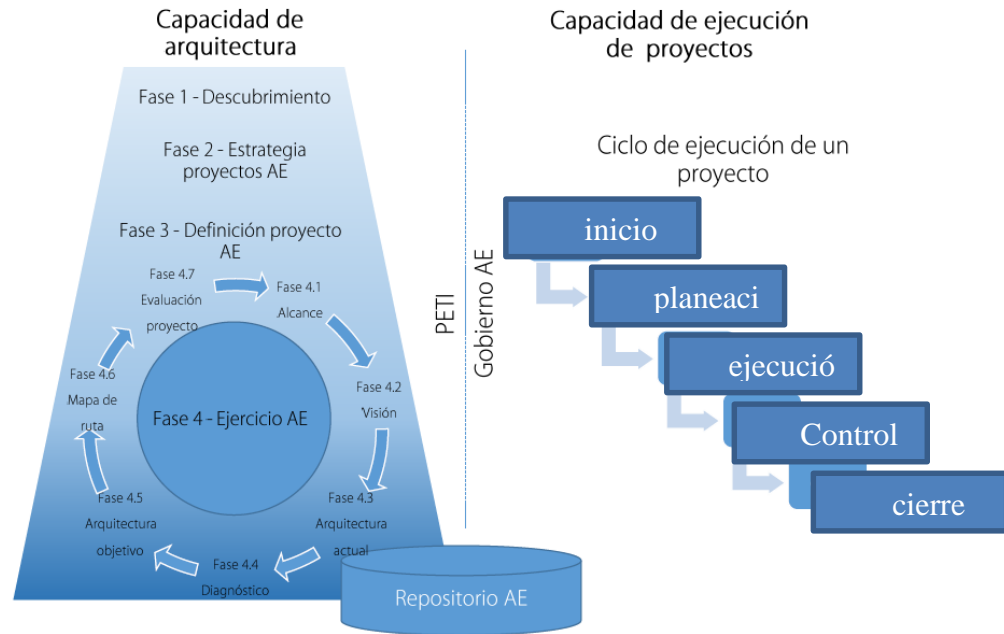 Capacidad de
arquitectura
Fase 1 - Descubrimiento
Fase 2 - Estrategia
proyectos AE
Fase 3 - Definición proyecto
AE
Fase 4.7
Evaluación
proyecto
Fase 4.1
Alcance
Fase 4.2
Visión
Fase 4.3
Arquitectura
actual
Fase 4.4
Diagnóstico
Fase 4.5
Arquitectura
objetivo
Fase 4.6
Mapa de
ruta
Fase 4 - Ejercicio AE
Repositorio AE
PETI
Gobierno AE
Capacidad de ejecución
de proyectos
Ciclo de ejecución de un
proyecto
inicio
planeaci
ejecució
Control
cierre